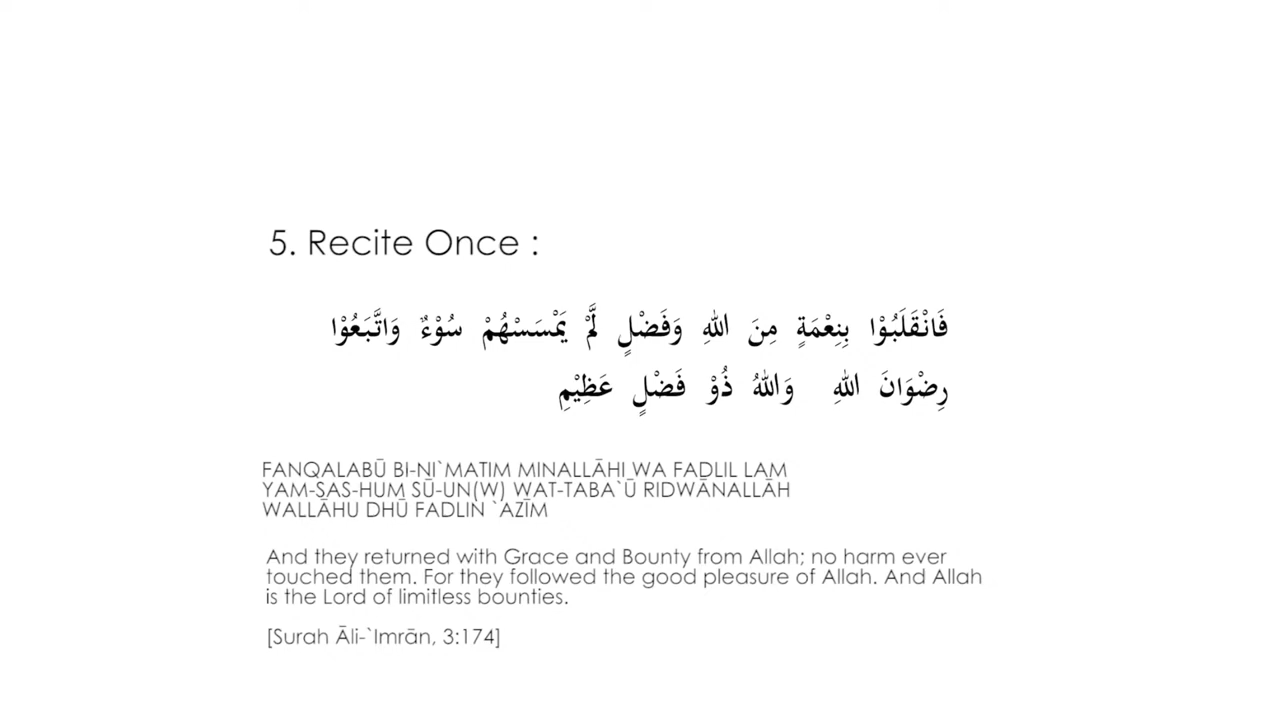 5. Recite Once :
فَانْقَلَبُوْا بِنِعْمَةٍ مِنَ اللهِ وَفَضْلٍ لَّمْ يَمْسَسْهُمْ سُوْءٌ وَاتَّبَعُوْا
رِضْوَانَ اللهِ وَاللهُ ذُوْ فَضْلٍ عَظِيْمٍ
FANQALABŪ BI-NI`MATIM MINALLĀHI WA FADLIL LAM
YAM-SAS-HUM SŪ-UN(W) WAT-TABA`Ū RIDWĀNALLĀH
WALLĀHU DHŪ FADLIN `AZĪM
And they returned with Grace and Bounty from Allah; no harm ever
touched them. For they followed the good pleasure of Allah. And Allah
is the Lord of limitless bounties.
[Surah Āli-`Imrān, 3:174]